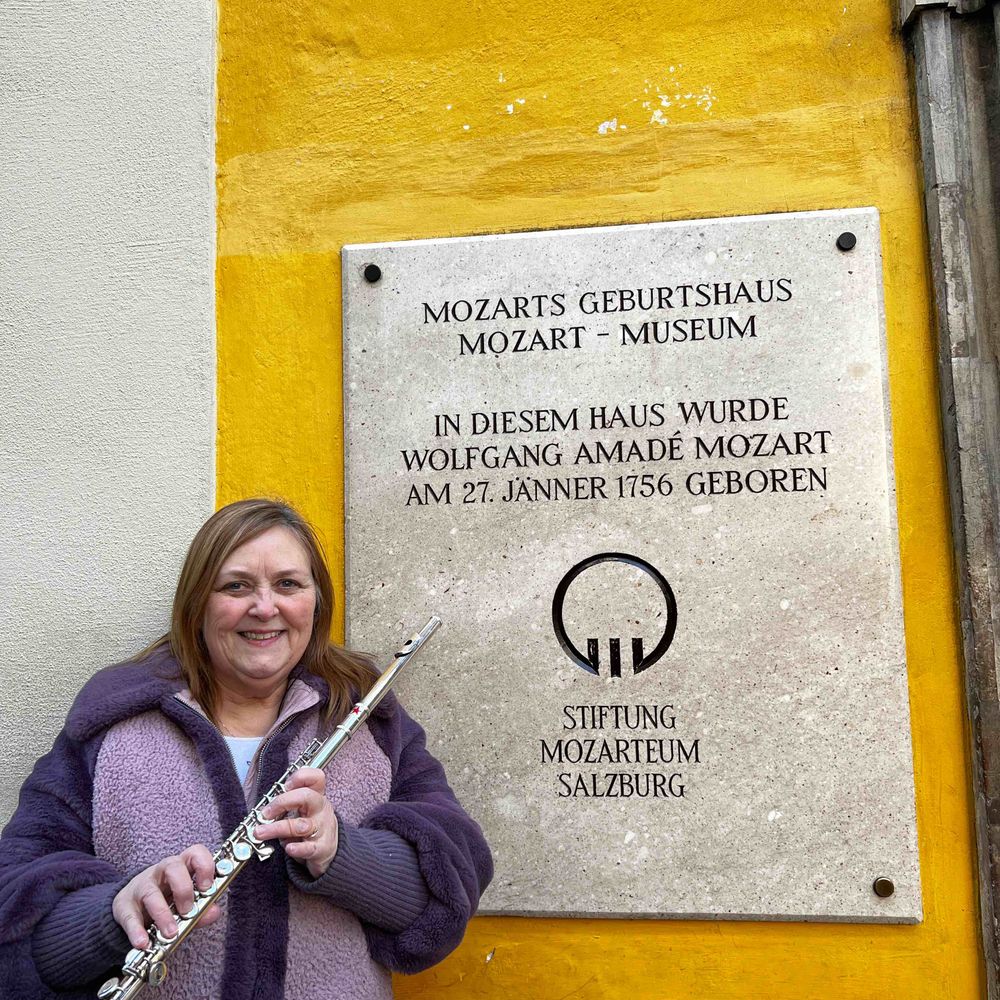 MOZARTS GEBURTSHAUS
MOZART - MUSEUM
IN DIESEM HAUS WURDE
WOLFGANG AMADÉ MOZART
AM 27. JÄNNER 1756 GEBOREN
STIFTUNG
MOZARTEUM
SALZBURG